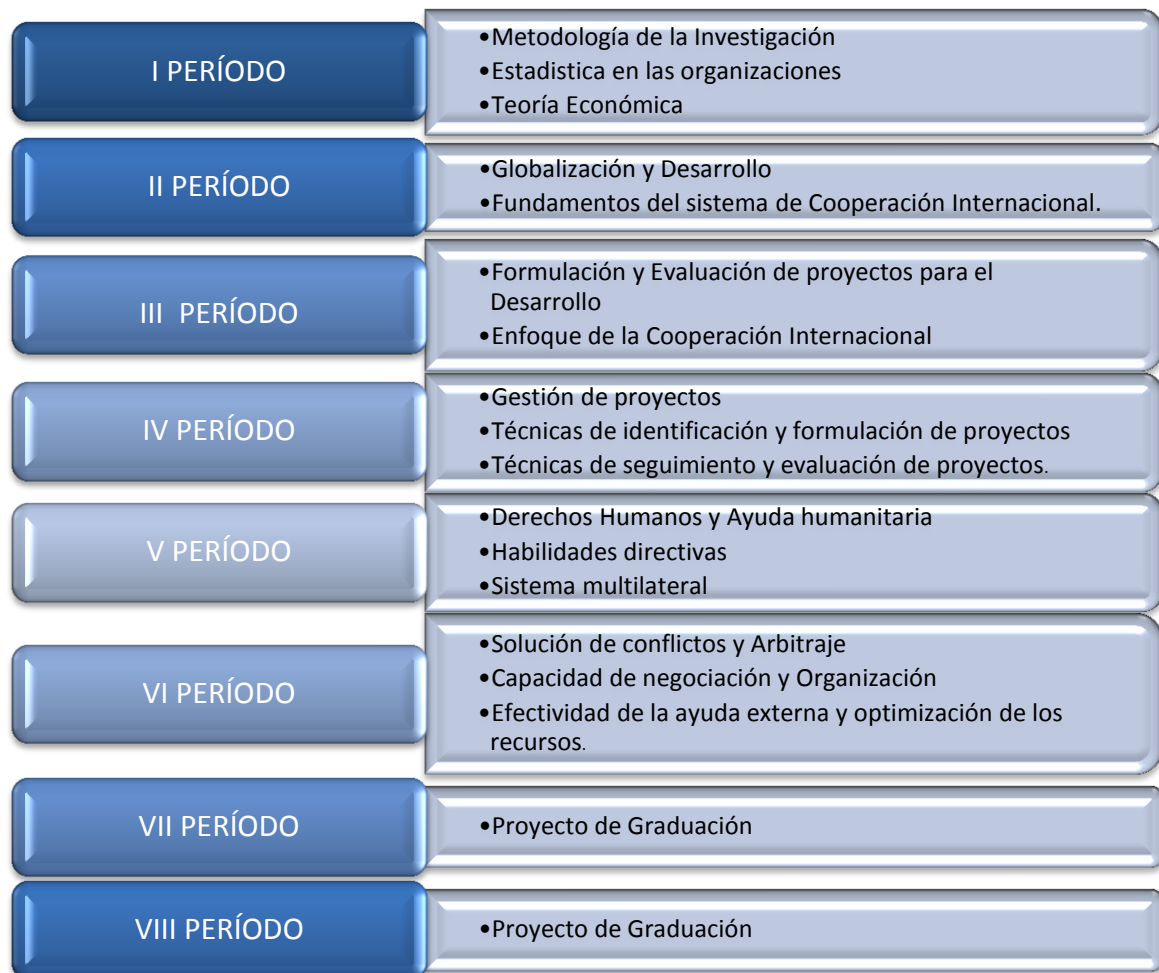 I PERÍODO
•Metodología de la Investigación
•Estadistica en las organizaciones
•Teoría Económica
II PERÍODO
•Globalización y Desarrollo
•Fundamentos del sistema de Cooperación Internacional.
III PERÍODO
•Formulación y Evaluación de proyectos para el
Desarrollo
•Enfoque de la Cooperación Internacional
IV PERÍODO
•Gestión de proyectos
•Técnicas de identificación y formulación de proyectos
•Técnicas de seguimiento y evaluación de proyectos.
V PERÍODO
•Derechos Humanos y Ayuda humanitaria
•Habilidades directivas
•Sistema multilateral
VI PERÍODO
•Solución de conflictos y Arbitraje
•Capacidad de negociación y Organización
•Efectividad de la ayuda externa y optimización de los
recursos.
VII PERÍODO
•Proyecto de Graduación
VIII PERÍODO
•Proyecto de Graduación